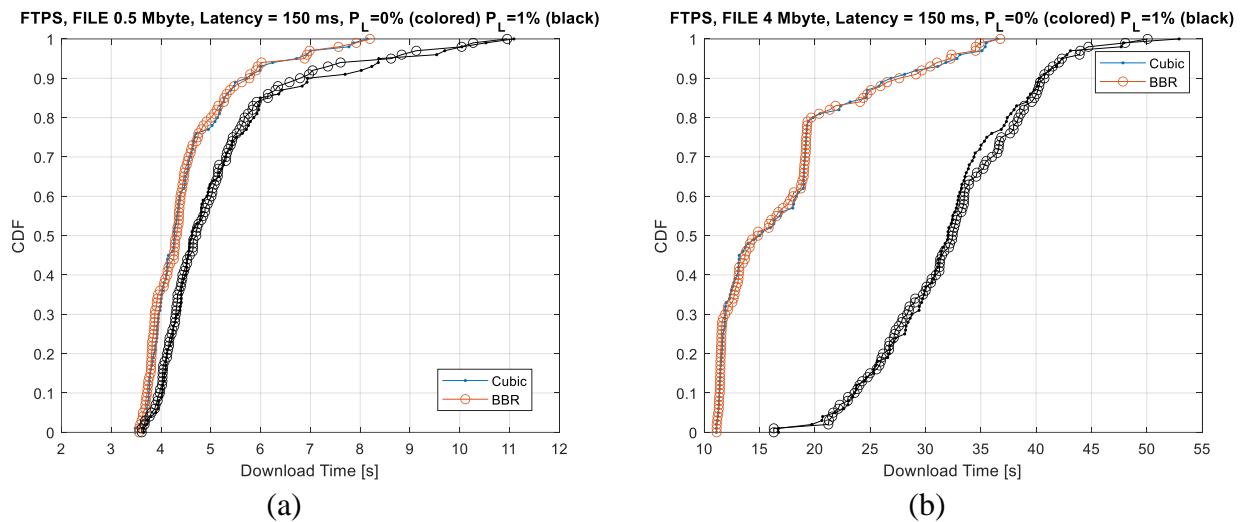 FTPS, FILE 0.5 Mbyte, Latency = 150 ms, P_L=0% (colored) P_L=1% (black)
1
0.9
0.8
0.7
0.6
0.5
0.4
0.3
0.2
0.1
0
CDF
Cubic
BBR
2 3 4 5 6 7 8 9 10 11 12
Download Time [s]
(a)
FTPS, FILE 4 Mbyte, Latency = 150 ms, P_L=0% (colored) P_L=1% (black)
1
0.9
0.8
0.7
0.6
0.5
0.4
0.3
0.2
0.1
0
CDF
Cubic
BBR
10 15 20 25 30 35 40 45 50 55
Download Time [s]
(b)